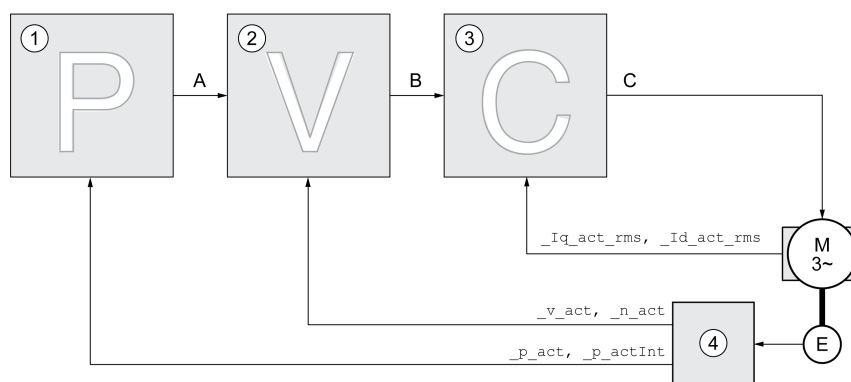 1
P
A
2
V
B
3
C
C
_Iq_act_rms, _Id_act_rms
M
3~
_v_act, _n_act
_p_act, _p_actInt
4
E